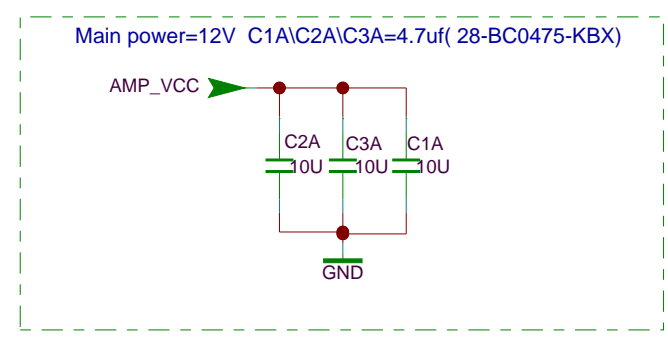 Main power=12V C1A\C2A\C3A=4.7uf( 28-BC0475-KBX)
AMP_VCC
C2A C3A C1A
10U 10U 10U
GND